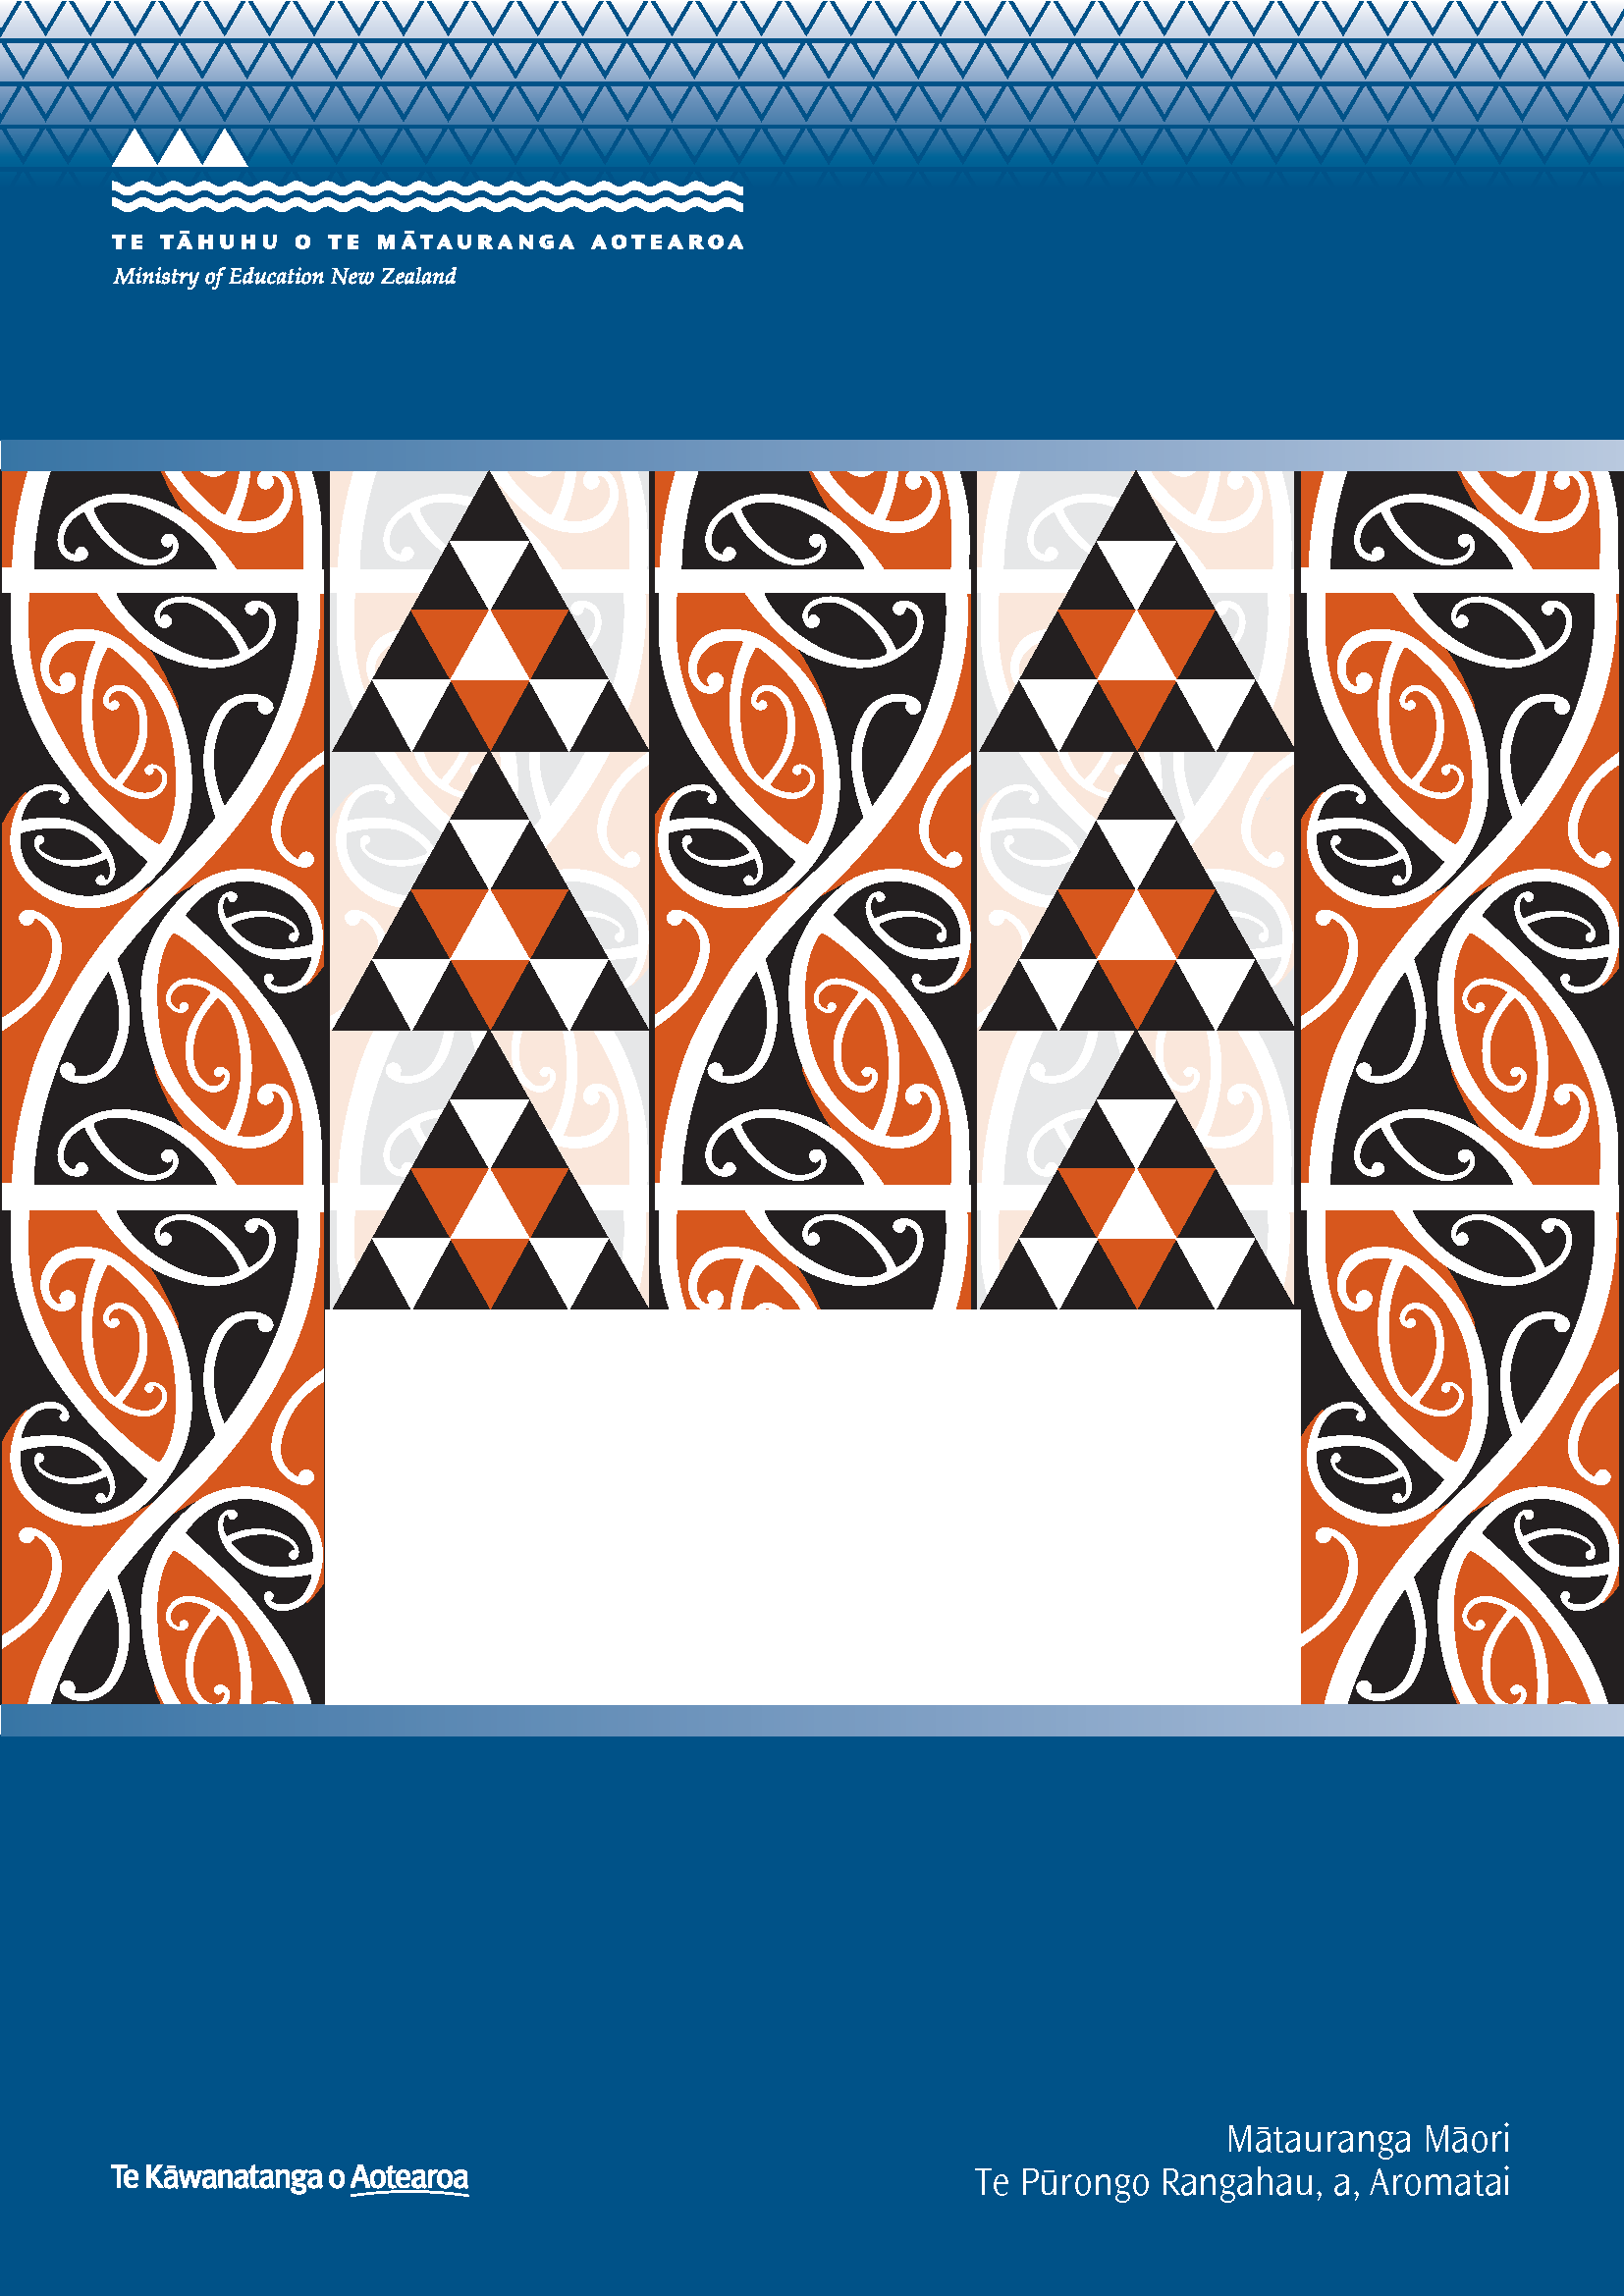 TE TĀHUHU O TE MĀTAURANGA AOTEAROA
Ministry of Education New Zealand
Mātauranga Māori
Te Pūrongo Rangahau, a, Aromatai
Te Kāwanatanga o Aotearoa